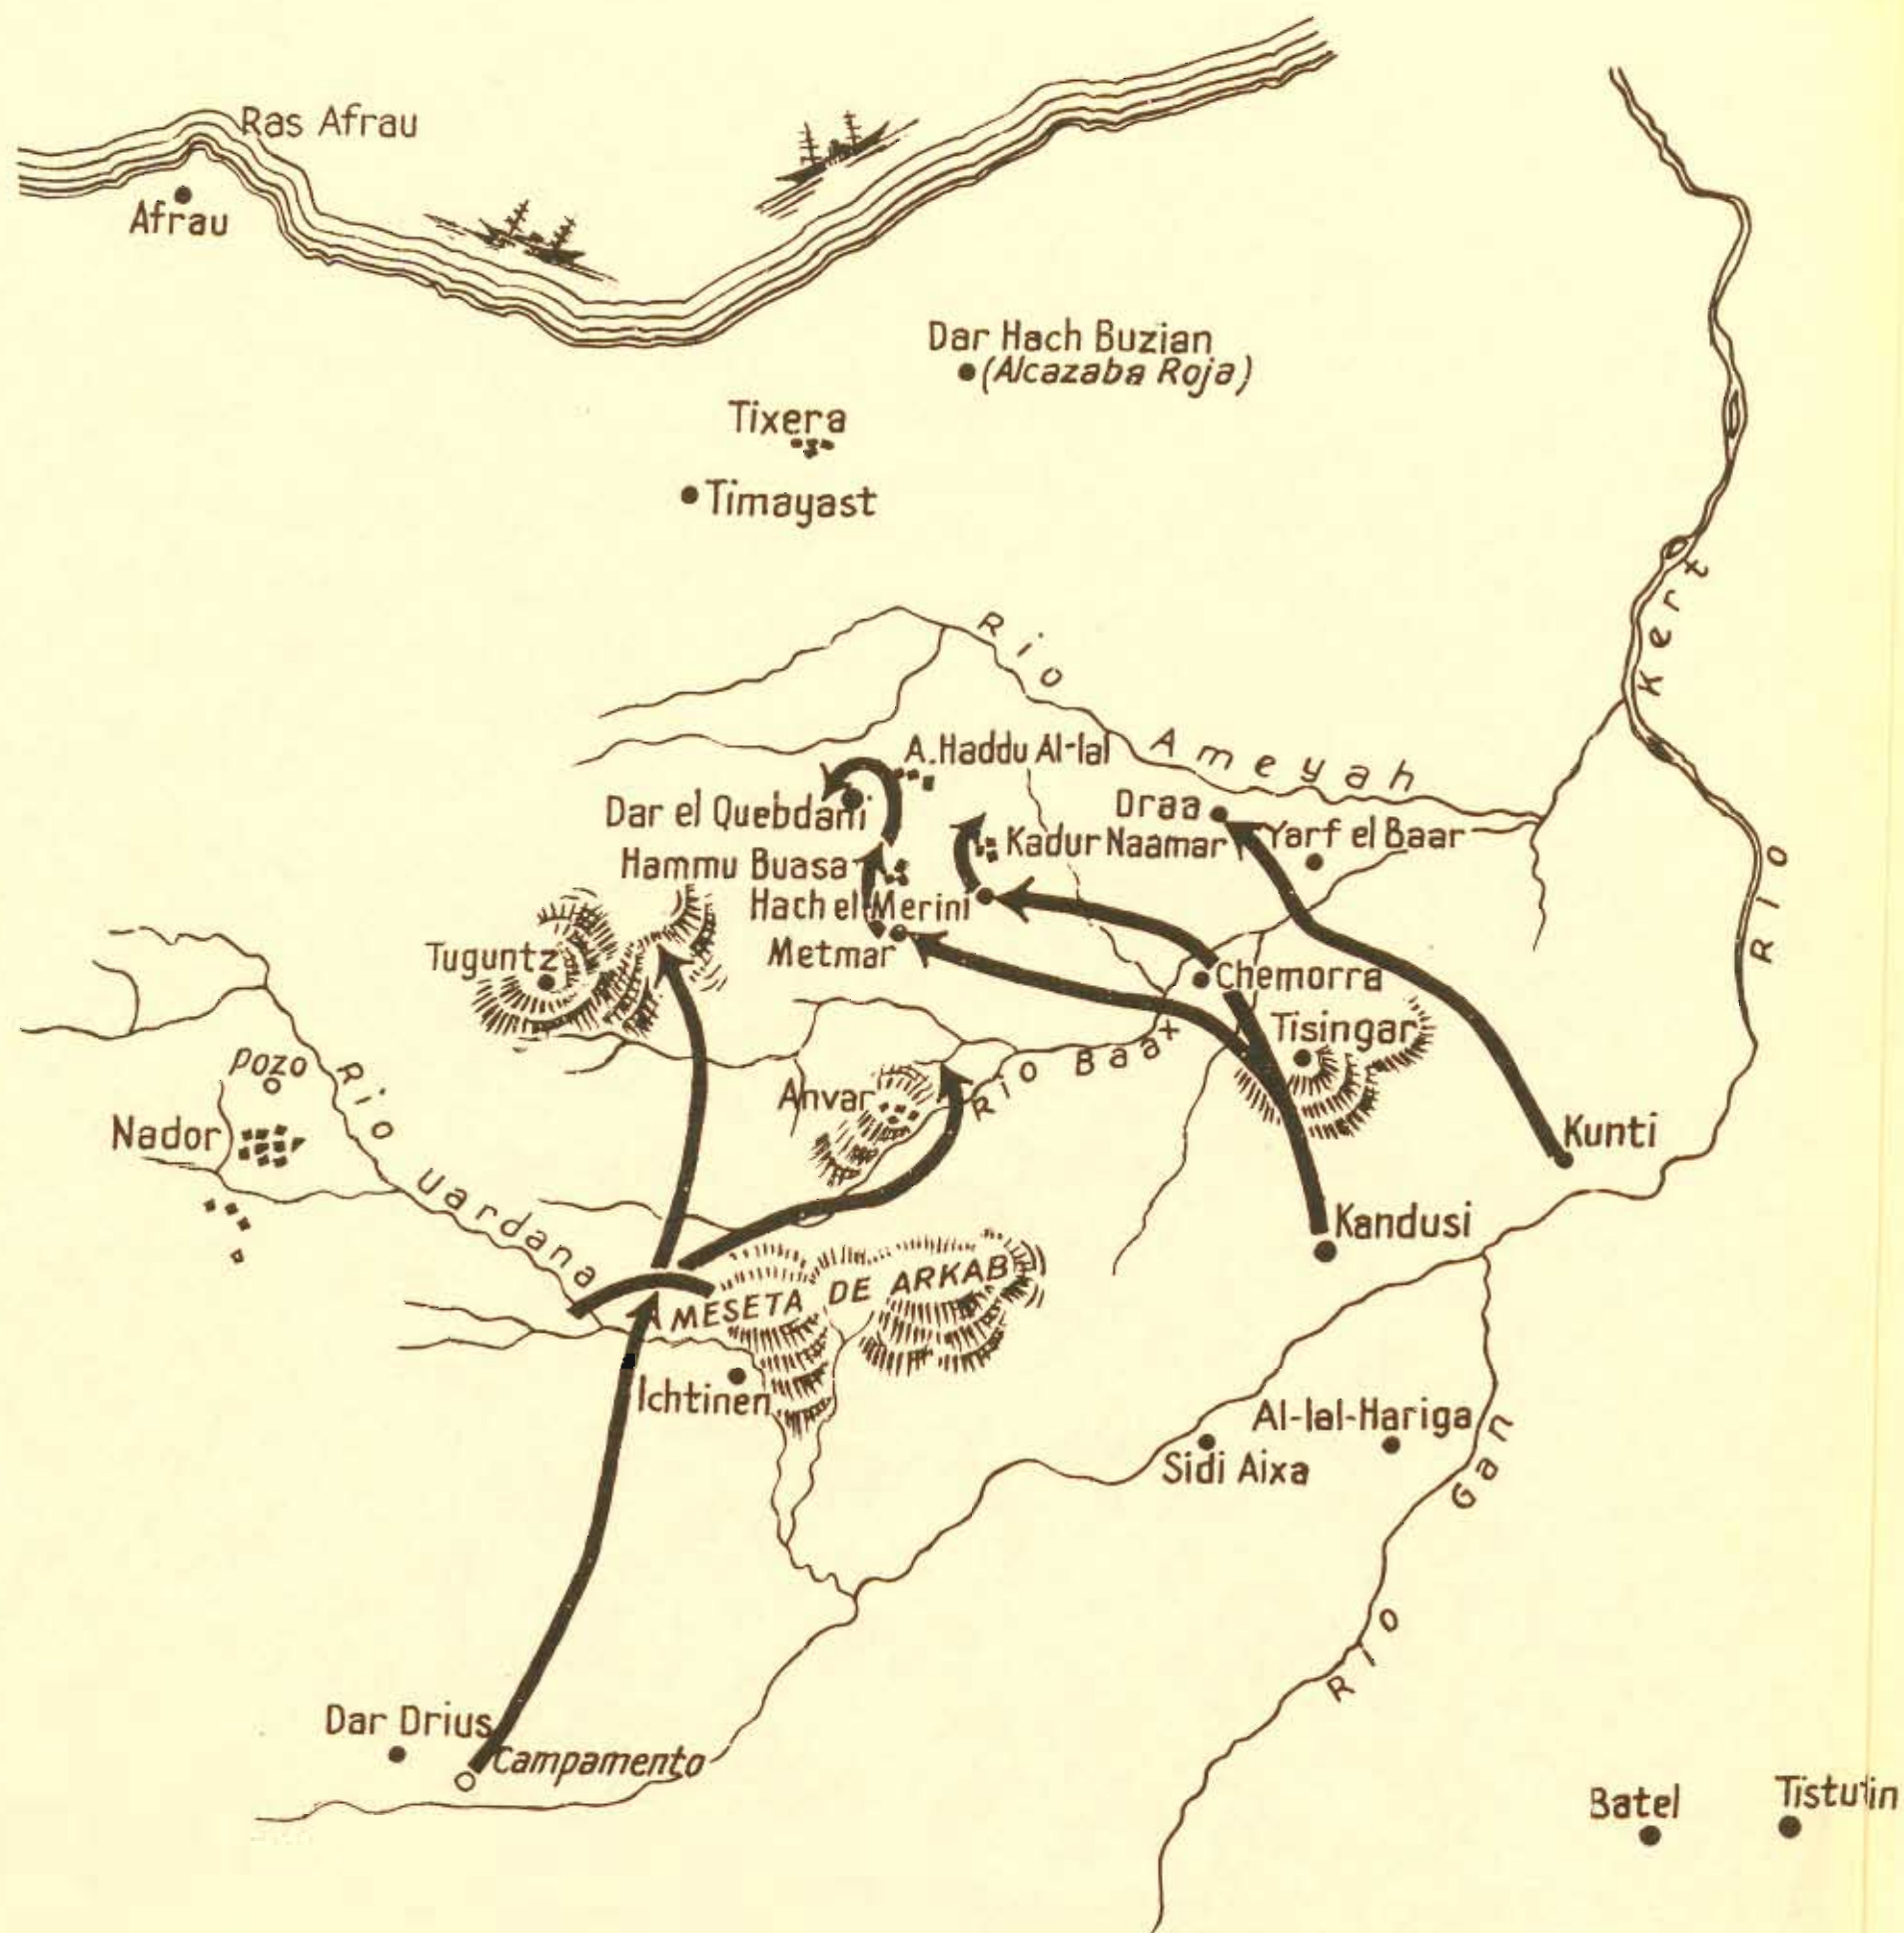 Ras Afrau
Afrau
Dar Hach Buzian
(Alcazaba Roja)
Tixera
Timayast
Rio Kert
Rio Ameyah
A. Haddu Al-lal
Dar el Quebdani
Draa
Yarf el Baar
Kadur Naamar
Hammu Buasa
Hach el Merini
Metmar
Tuguntz
Chemorra
Tisingar
Rio Baax
Anvar
pozo
Nador
Rio uardana
Kunti
Kandusi
MESETA DE ARKAB
Ichtinen
Al-lal-Hariga
Sidi Aixa
Rio Gan
Dar Drius
Campamento
Batel
Tistutin